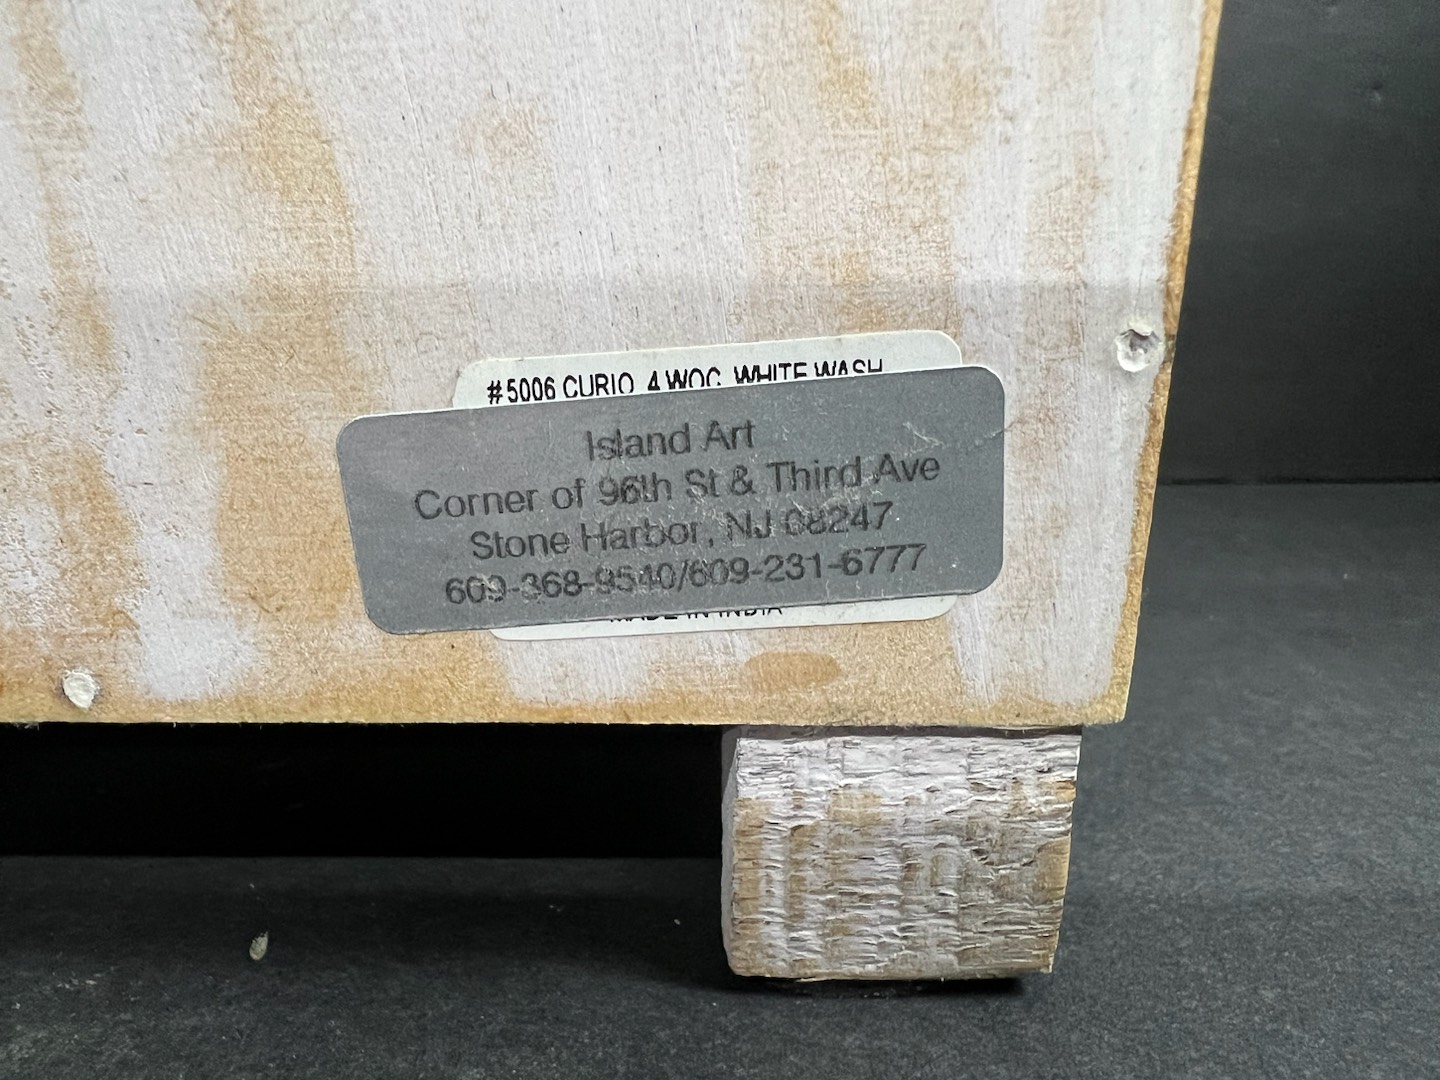 #5006 CURIO, 4 WOC, WHITE WASH
Island Art
Corner of 96th St & Third Ave
Stone Harbor, NJ 08247
609-368-9540/609-231-6777
MADE IN INDIA